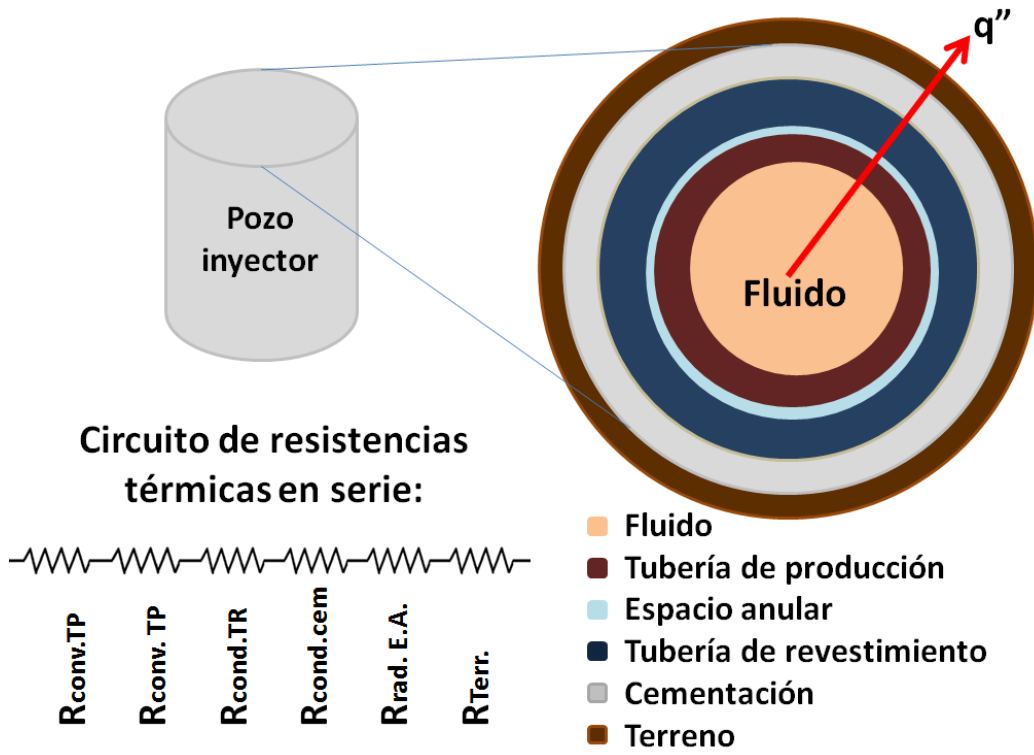 q”
Pozo
inyector
Fluido
Circuito de resistencias
térmicas en serie:
Rconv.TP
Rconv. TP
Rcond.TR
Rcond.cem
Rrad. E.A.
RTerr.
Fluido
Tubería de producción
Espacio anular
Tubería de revestimiento
Cementación
Terreno